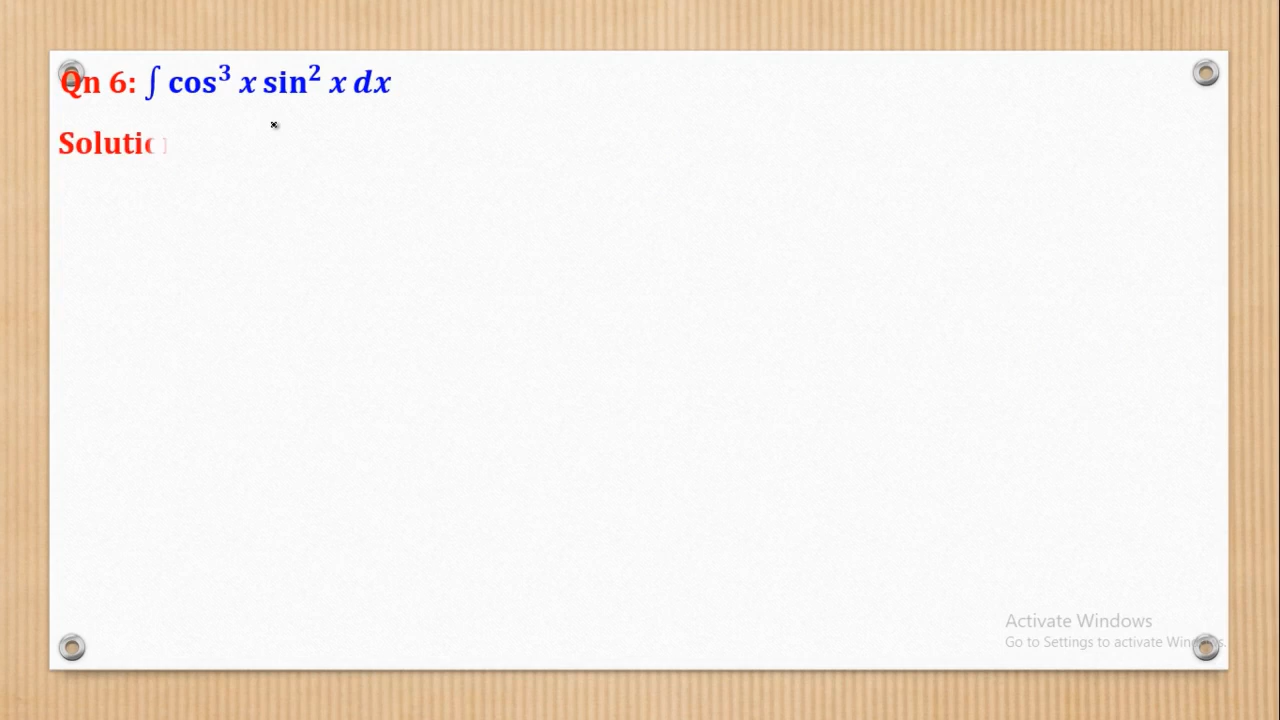 Qn 6: ∫ cos³ x sin² x dx
Solutio
Activate Windows
Go to Settings to activate Windows.